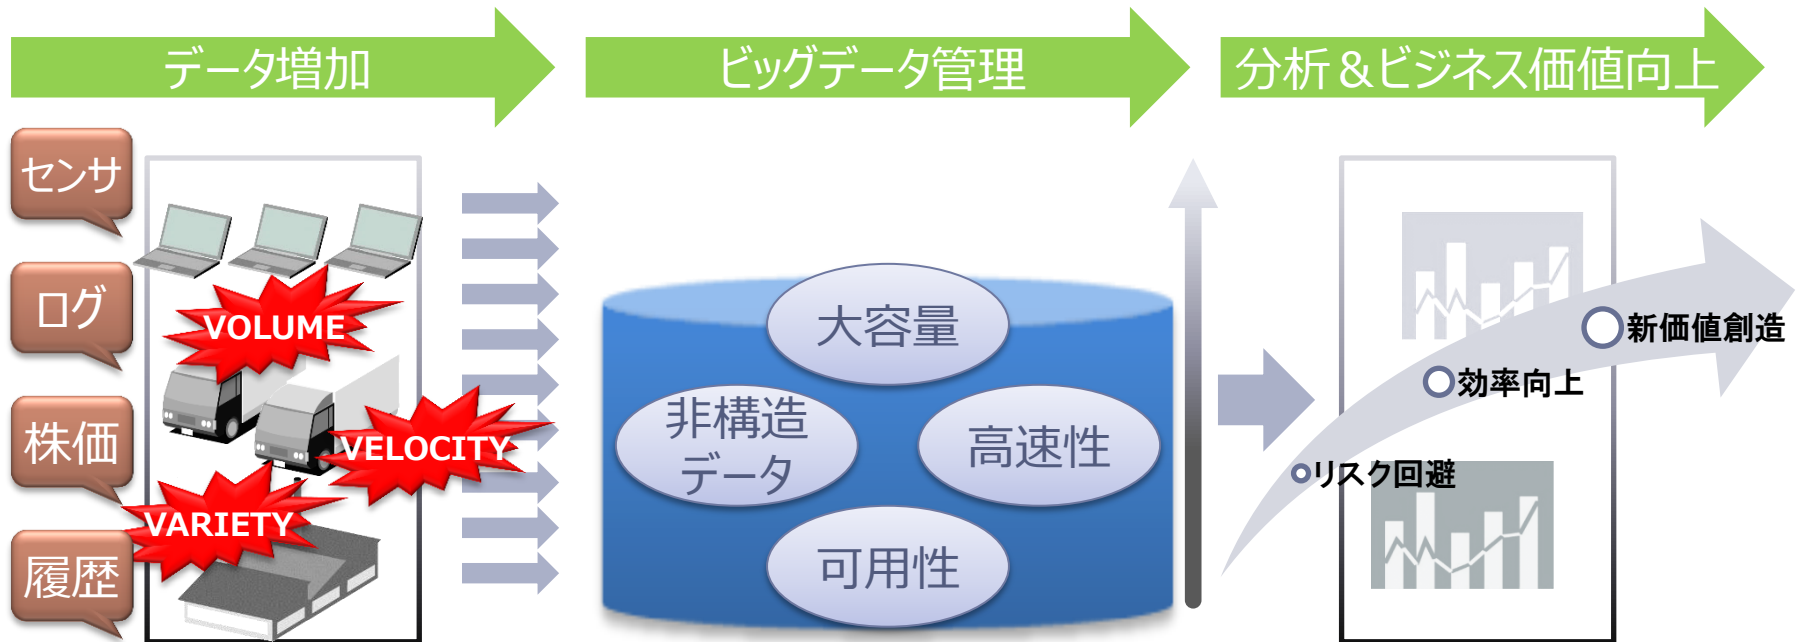 データ増加
ビッグデータ管理
分析＆ビジネス価値向上
センサ
ログ
株価
履歴
VOLUME
VELOCITY
VARIETY
大容量
非構造
データ
高速性
可用性
新価値創造
効率向上
リスク回避